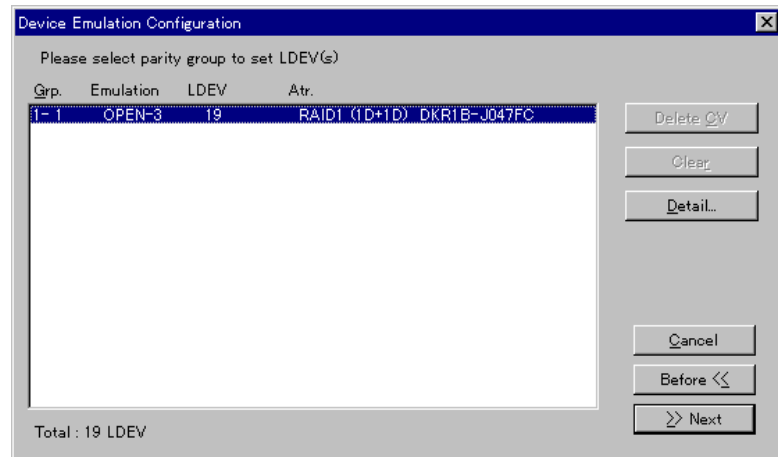 Device Emulation Configuration
Please select parity group to set LDEV(s)
Grp. Emulation LDEV Atr.
1- 1 OPEN-3 19 RAID1 (1D+1D) DKR1B-J047FC
Delete CV
Clear
Detail...
Cancel
Before <<
>> Next
Total : 19 LDEV